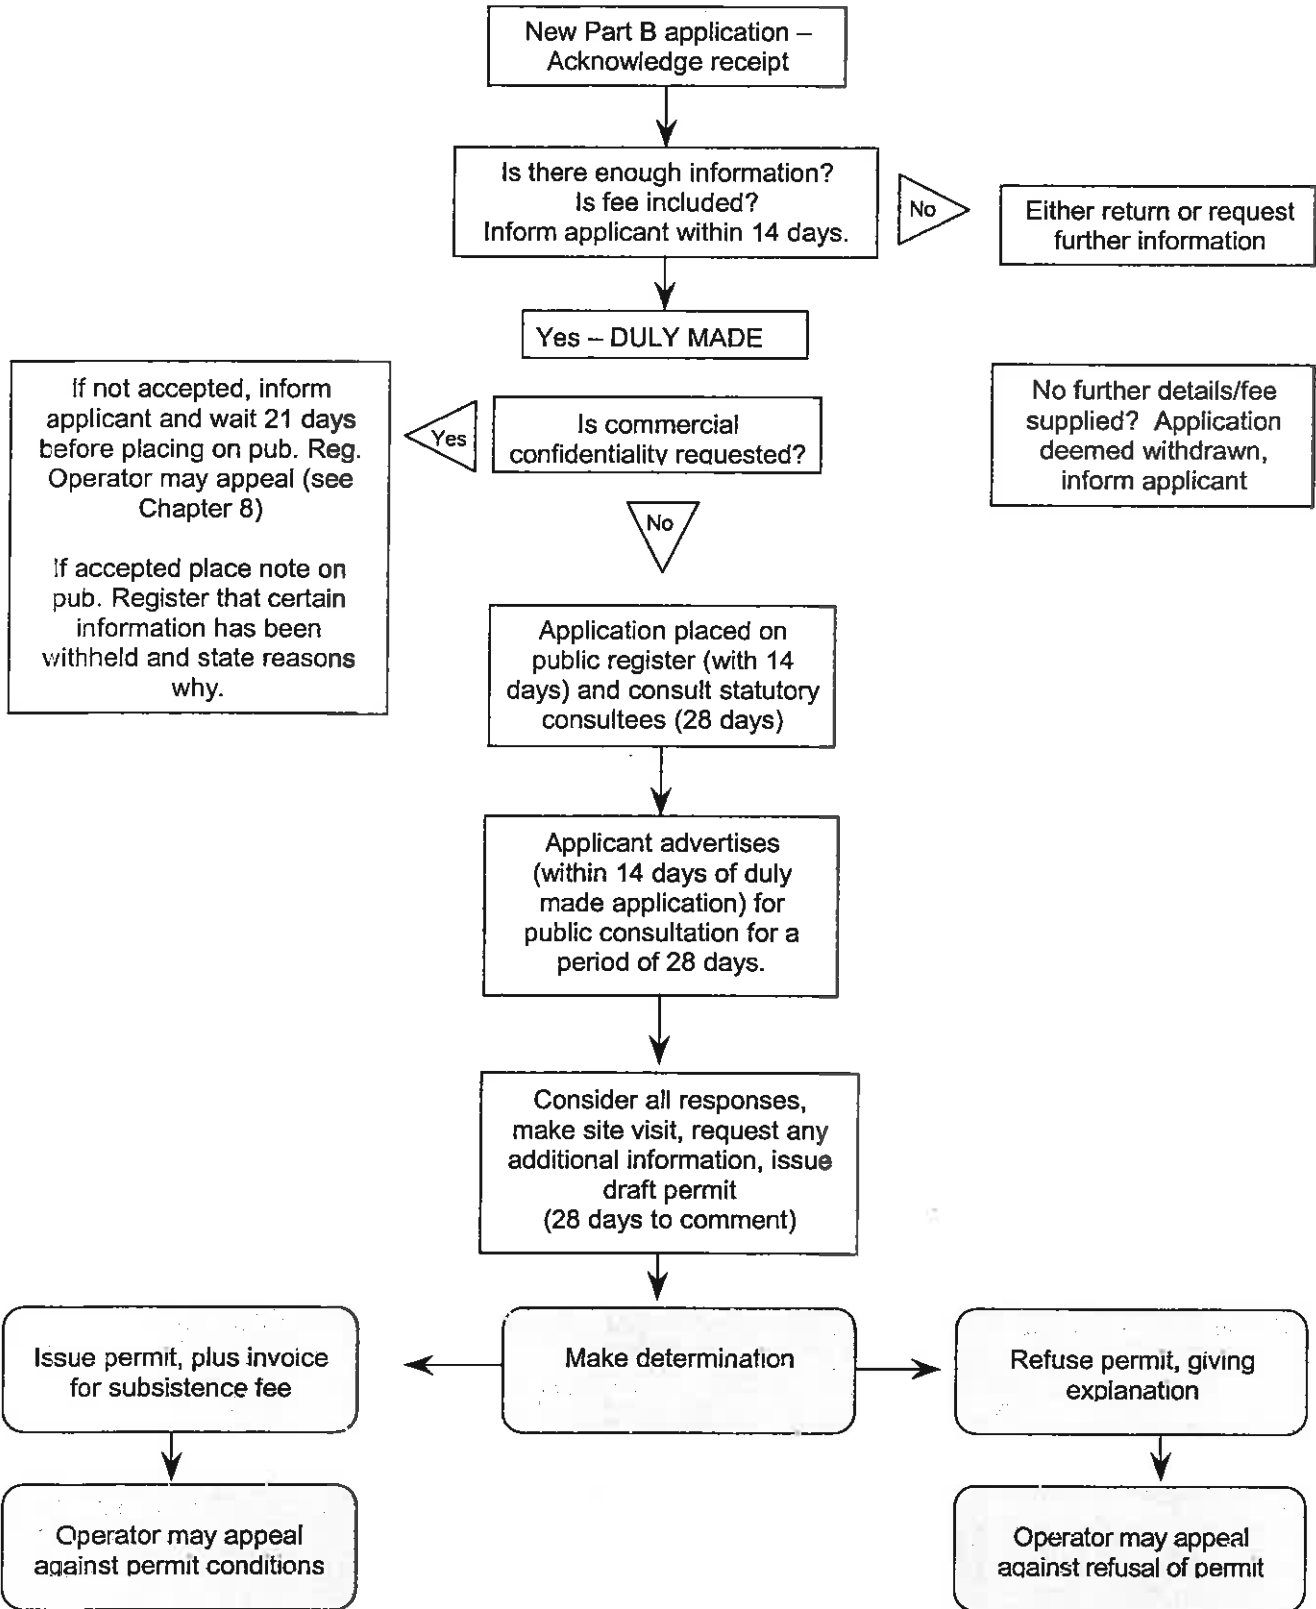 New Part B application –
Acknowledge receipt
Is there enough information?
Is fee included?
Inform applicant within 14 days.
No
Either return or request
further information
Yes – DULY MADE
If not accepted, inform
applicant and wait 21 days
before placing on pub. Reg.
Operator may appeal (see
Chapter 8)
If accepted place note on
pub. Register that certain
information has been
withheld and state reasons
why.
Yes
Is commercial
confidentiality requested?
No further details/fee
supplied? Application
deemed withdrawn,
inform applicant
No
Application placed on
public register (with 14
days) and consult statutory
consultees (28 days)
Applicant advertises
(within 14 days of duly
made application) for
public consultation for a
period of 28 days.
Consider all responses,
make site visit, request any
additional information, issue
draft permit
(28 days to comment)
Issue permit, plus invoice
for subsistence fee
Make determination
Refuse permit, giving
explanation
Operator may appeal
against permit conditions
Operator may appeal
against refusal of permit